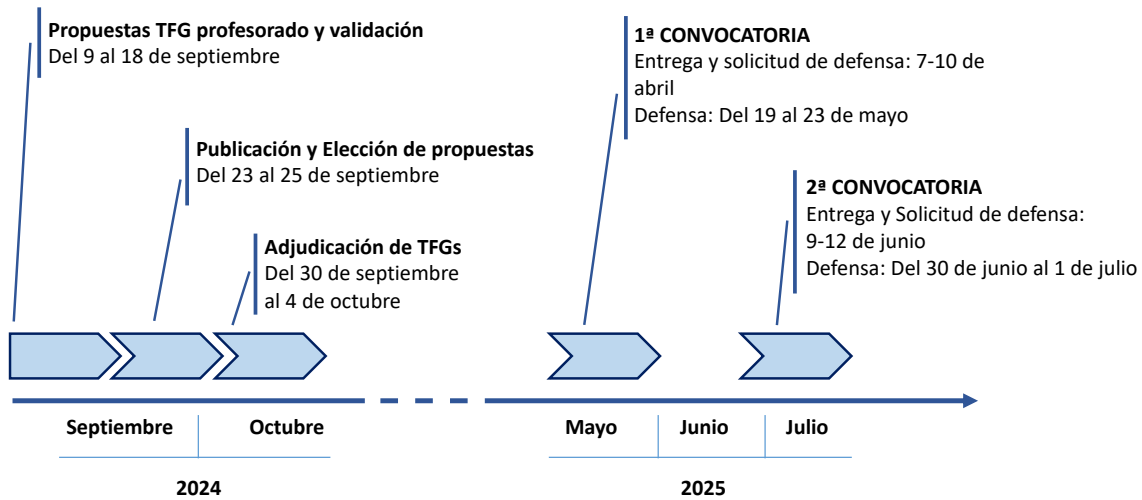 Propuestas TFG profesorado y validación
Del 9 al 18 de septiembre
Publicación y Elección de propuestas
Del 23 al 25 de septiembre
Adjudicación de TFGs
Del 30 de septiembre
al 4 de octubre
1ª CONVOCATORIA
Entrega y solicitud de defensa: 7-10 de
abril
Defensa: Del 19 al 23 de mayo
2ª CONVOCATORIA
Entrega y Solicitud de defensa:
9-12 de junio
Defensa: Del 30 de junio al 1 de julio
Septiembre
Octubre
Mayo
Junio
Julio
2024
2025